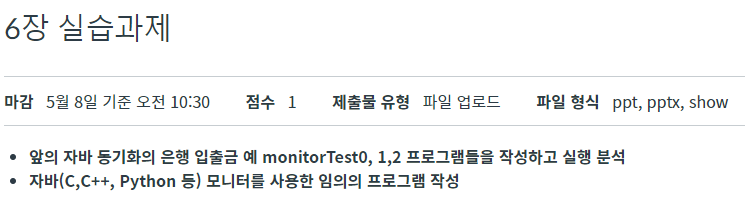 6장 실습과제
마감 5월 8일 기준 오전 10:30 점수 1 제출물 유형 파일 업로드 파일 형식 ppt, pptx, show
• 앞의 자바 동기화의 은행 입출금 예 monitorTest0, 1,2 프로그램들을 작성하고 실행 분석
• 자바(C,C++, Python 등) 모니터를 사용한 임의의 프로그램 작성